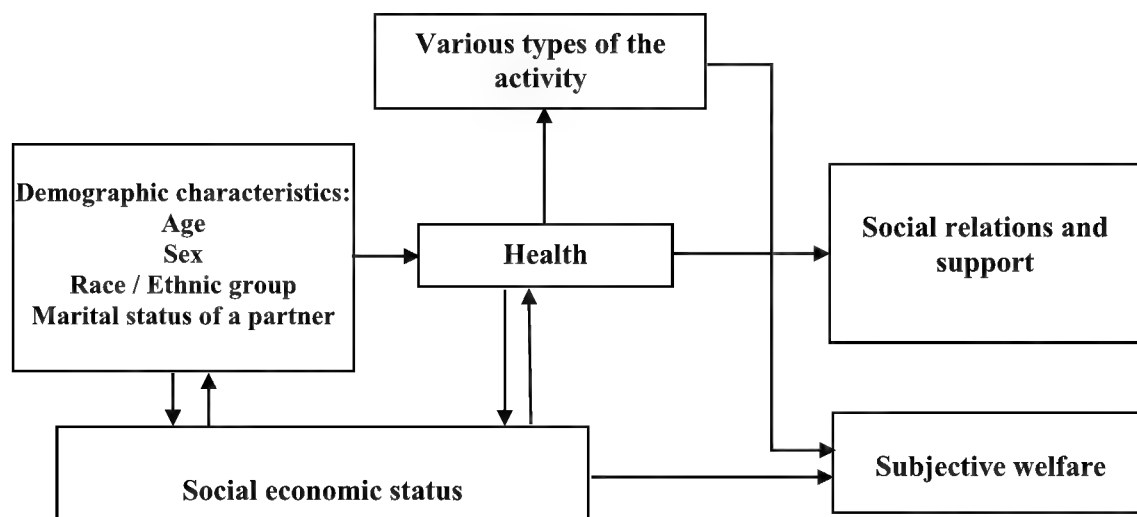 Various types of the
activity
Demographic characteristics:
Age
Sex
Race / Ethnic group
Marital status of a partner
Health
Social relations and
support
Social economic status
Subjective welfare